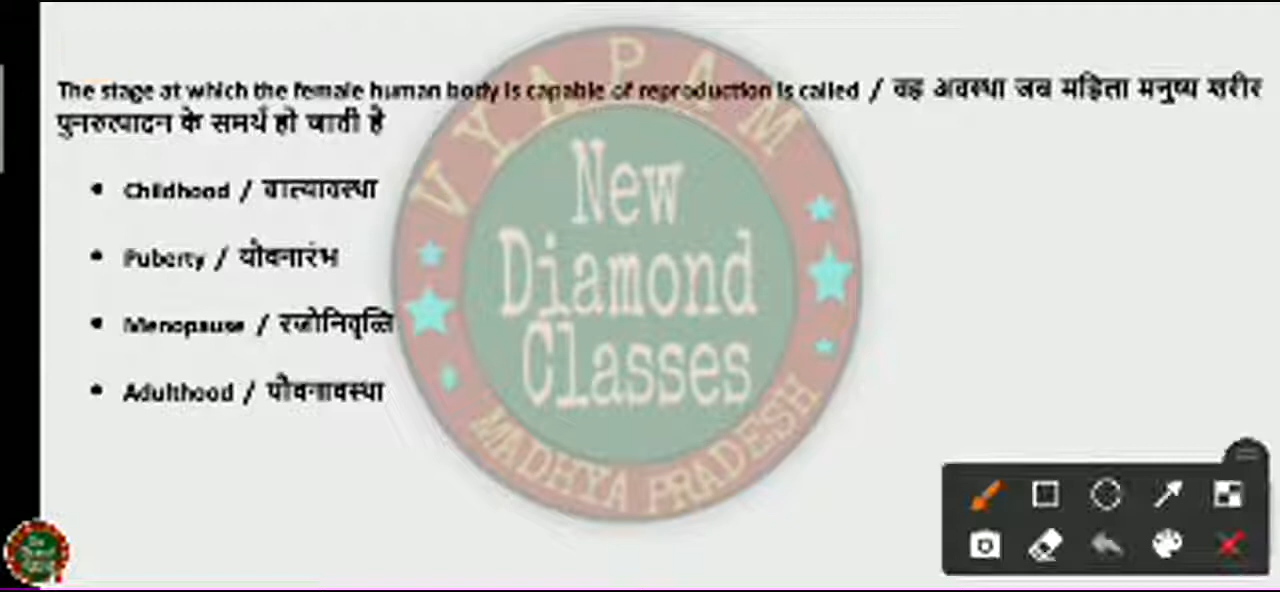 The stage at which the female human body is capable of reproduction is called / वह अवस्था जब महिला मनुष्य शरीर
पुनरुत्पादन के समर्थ हो जाती है
• Childhood / बाल्यावस्था
• Puberty / यौवनारंभ
• Menopause / रजोनिवृत्ति
• Adulthood / यौवनावस्था
VYAPAM
New
Diamond
Classes
MADHYA PRADESH